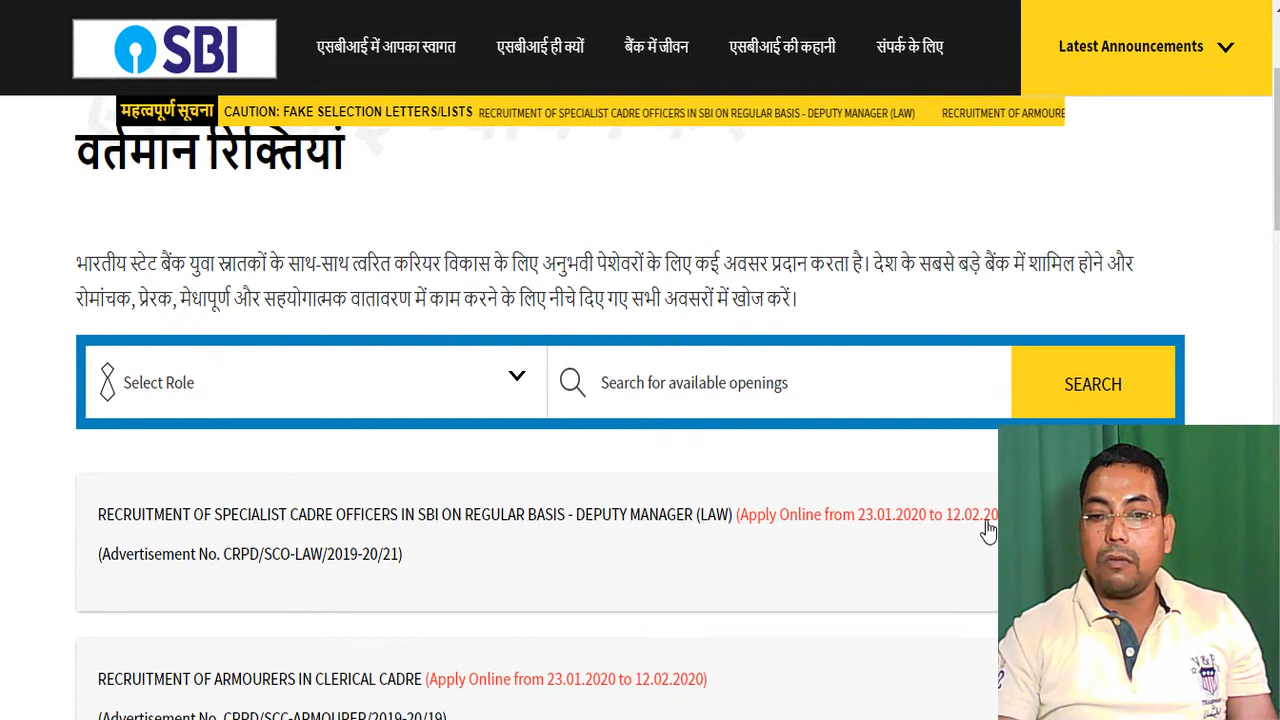 SBI
एसबीआई में आपका स्वागत
एसबीआई ही क्यों
बैंक में जीवन
एसबीआई की कहानी
संपर्क के लिए
Latest Announcements
महत्वपूर्ण सूचना
CAUTION: FAKE SELECTION LETTERS/LISTS
RECRUITMENT OF SPECIALIST CADRE OFFICERS IN SBI ON REGULAR BASIS - DEPUTY MANAGER (LAW)
RECRUITMENT OF ARMOURE
वर्तमान रिक्तियां
भारतीय स्टेट बैंक युवा स्नातकों के साथ-साथ त्वरित करियर विकास के लिए अनुभवी पेशेवरों के लिए कई अवसर प्रदान करता है। देश के सबसे बड़े बैंक में शामिल होने और
रोमांचक, प्रेरक, मेधापूर्ण और सहयोगात्मक वातावरण में काम करने के लिए नीचे दिए गए सभी अवसरों में खोज करें।
Select Role
Search for available openings
SEARCH
RECRUITMENT OF SPECIALIST CADRE OFFICERS IN SBI ON REGULAR BASIS - DEPUTY MANAGER (LAW) (Apply Online from 23.01.2020 to 12.02.20
(Advertisement No. CRPD/SCO-LAW/2019-20/21)
RECRUITMENT OF ARMOURERS IN CLERICAL CADRE (Apply Online from 23.01.2020 to 12.02.2020)
(Advertisement No. CRPD/SCC-ARMOURER/2019-20/19)